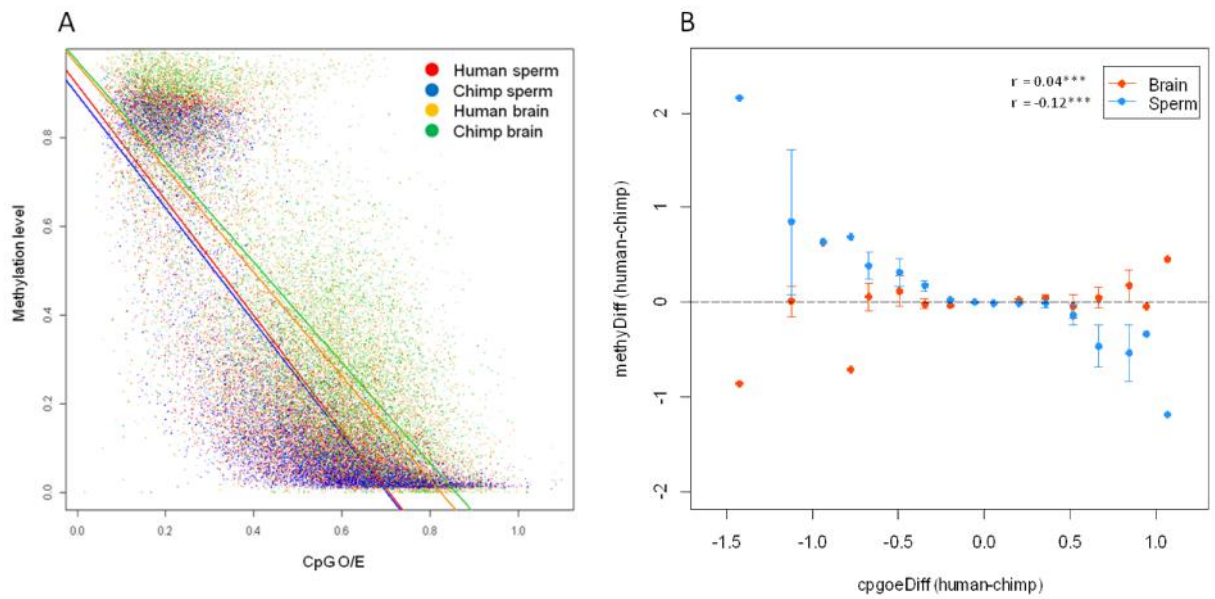 A
Human sperm
Chimp sperm
Human brain
Chimp brain
Methylation level
0.0
0.2
0.4
0.6
0.8
0.0
0.2
0.4
0.6
0.8
1.0
CpG O/E
B
r = 0.04***
r = -0.12***
Brain
Sperm
methyDiff (human-chimp)
2
1
0
-1
-2
-1.5
-1.0
-0.5
0.0
0.5
1.0
cpgoeDiff (human-chimp)